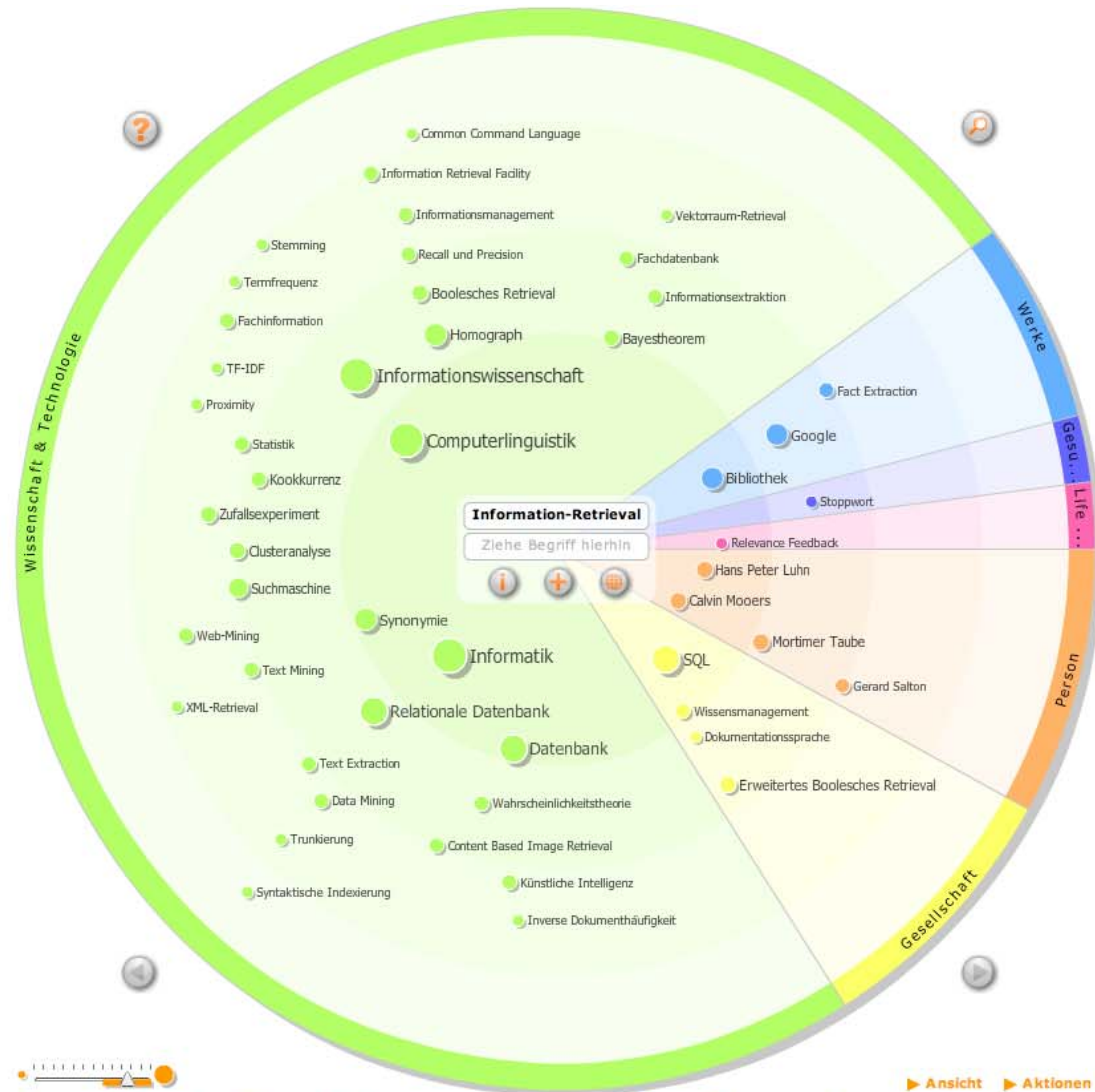 Common Command Language
Information Retrieval Facility
Informationsmanagement
Vektorraum-Retrieval
Stemming
Recall und Precision
Fachdatenbank
Termfrequenz
Boolesches Retrieval
Informationsextraktion
Fachinformation
Homograph
Bayestheorem
TF-IDF
Informationswissenschaft
Proximity
Statistik
Computerlinguistik
Kookkurrenz
Zufallsexperiment
Clusteranalyse
Suchmaschine
Synonymie
Web-Mining
Informatik
Text Mining
XML-Retrieval
Relationale Datenbank
Datenbank
Text Extraction
Data Mining
Wahrscheinlichkeitstheorie
Trunkierung
Content Based Image Retrieval
Künstliche Intelligenz
Syntaktische Indexierung
Inverse Dokumenthäufigkeit
Wissenschaft & Technologie
Information-Retrieval
Ziehe Begriff hierhin
Fact Extraction
Google
Bibliothek
Werke
Stoppwort
Gesu...
Relevance Feedback
Life ...
Hans Peter Luhn
Calvin Mooers
Mortimer Taube
Gerard Salton
Person
SQL
Wissensmanagement
Dokumentationssprache
Erweitertes Boolesches Retrieval
Gesellschaft
Ansicht
Aktionen